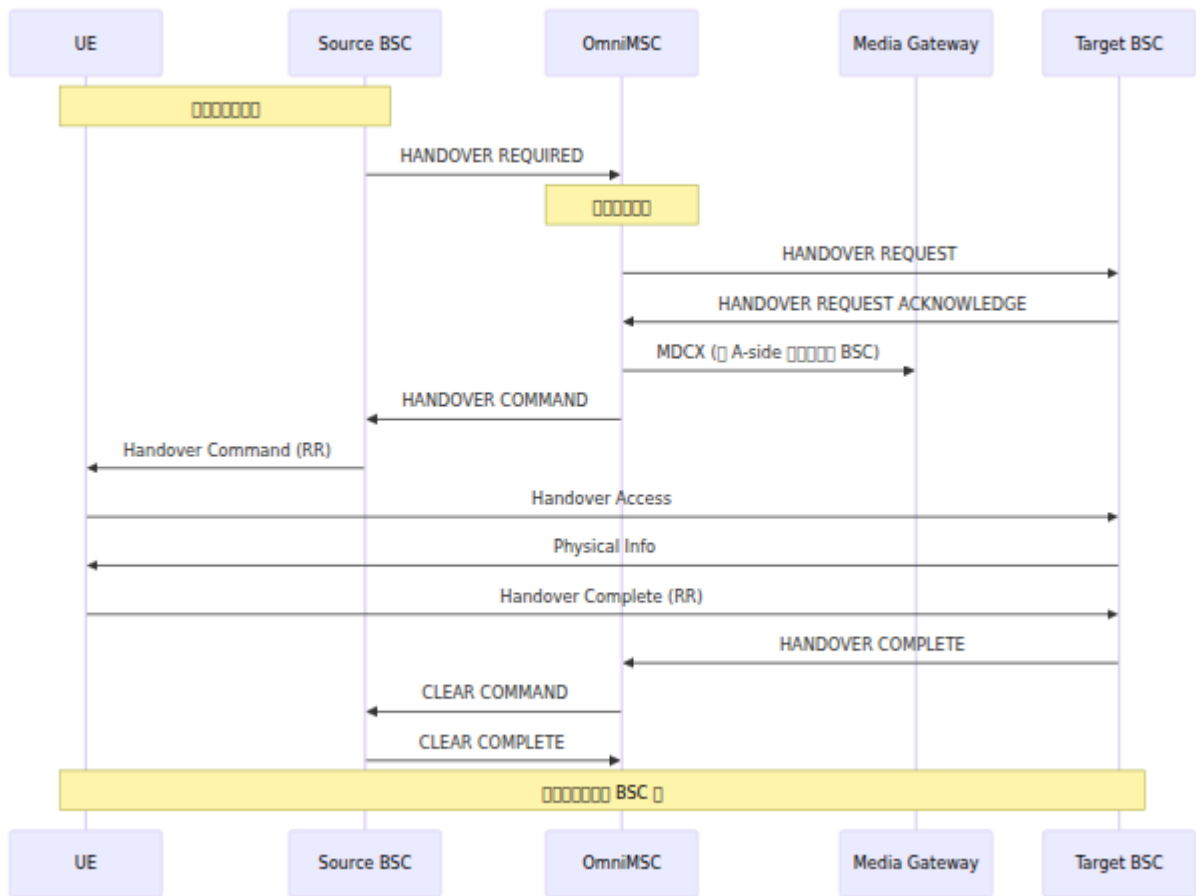 UE
Source BSC
OmniMSC
Media Gateway
Target BSC
HANDOVER REQUIRED
HANDOVER REQUEST
HANDOVER REQUEST ACKNOWLEDGE
MDCX ( A-side BSC)
HANDOVER COMMAND
Handover Command (RR)
Handover Access
Physical Info
Handover Complete (RR)
HANDOVER COMPLETE
CLEAR COMMAND
CLEAR COMPLETE
BSC
UE
Source BSC
OmniMSC
Media Gateway
Target BSC